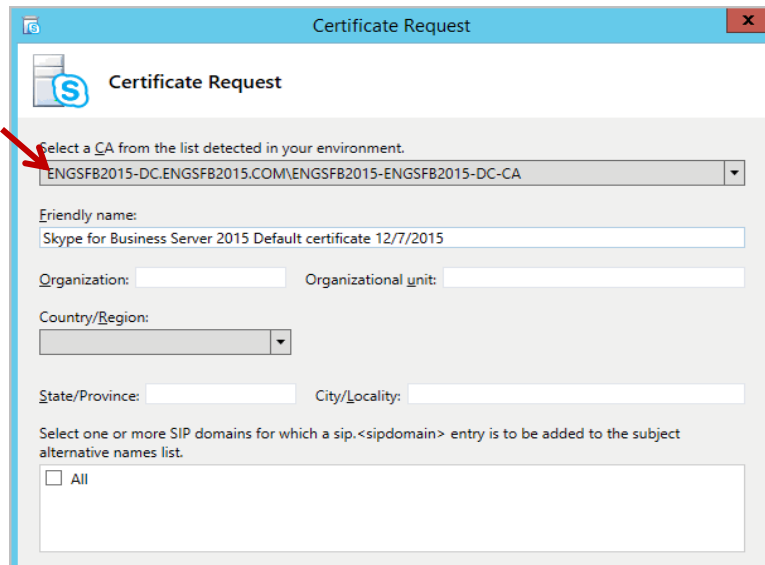 Certificate Request
x
S
Certificate Request
Select a CA from the list detected in your environment.
ENGSFB2015-DC.ENGSFB2015.COM\ENGSFB2015-ENGSFB2015-DC-CA
Friendly name:
Skype for Business Server 2015 Default certificate 12/7/2015
Organization: Organizational unit:
Country/Region:
State/Province: City/Locality:
Select one or more SIP domains for which a sip.<sipdomain> entry is to be added to the subject
alternative names list.
All